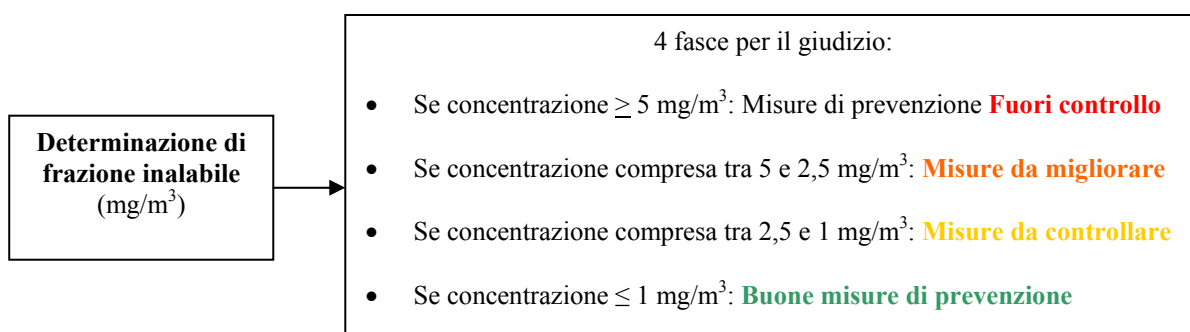 Determinazione di
frazione inalabile
(mg/m³)
4 fasce per il giudizio:
• Se concentrazione ≥ 5 mg/m³: Misure di prevenzione Fuori controllo
• Se concentrazione compresa tra 5 e 2,5 mg/m³: Misure da migliorare
• Se concentrazione compresa tra 2,5 e 1 mg/m³: Misure da controllare
• Se concentrazione ≤ 1 mg/m³: Buone misure di prevenzione